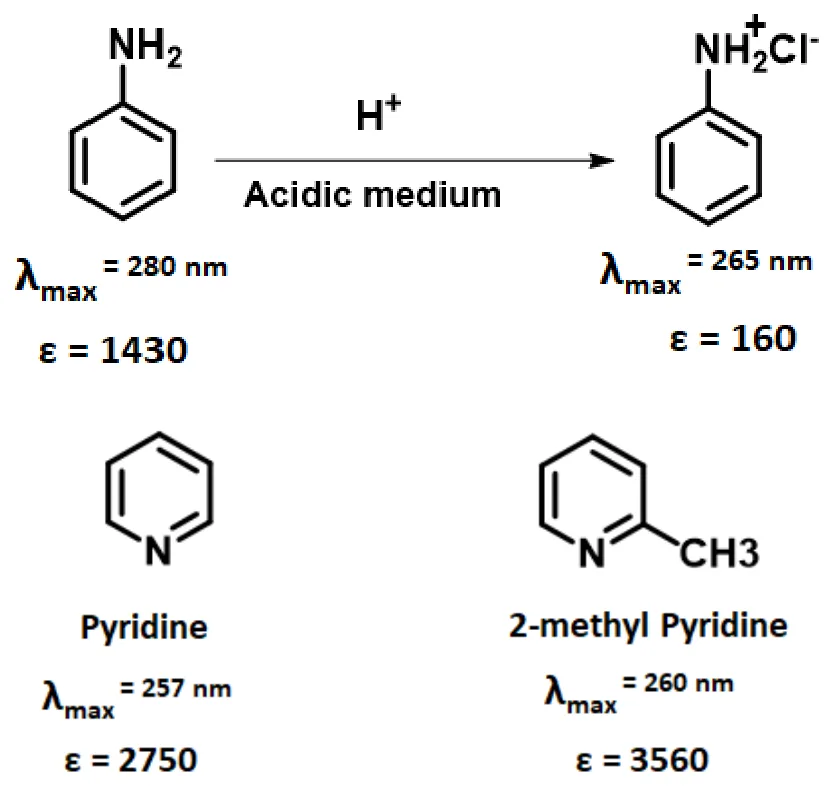 NH2
NH2+Cl-
H+
Acidic medium
λmax = 280 nm
λmax = 265 nm
ε = 1430
ε = 160
N
N
CH3
Pyridine
2-methyl Pyridine
λmax = 257 nm
λmax = 260 nm
ε = 2750
ε = 3560